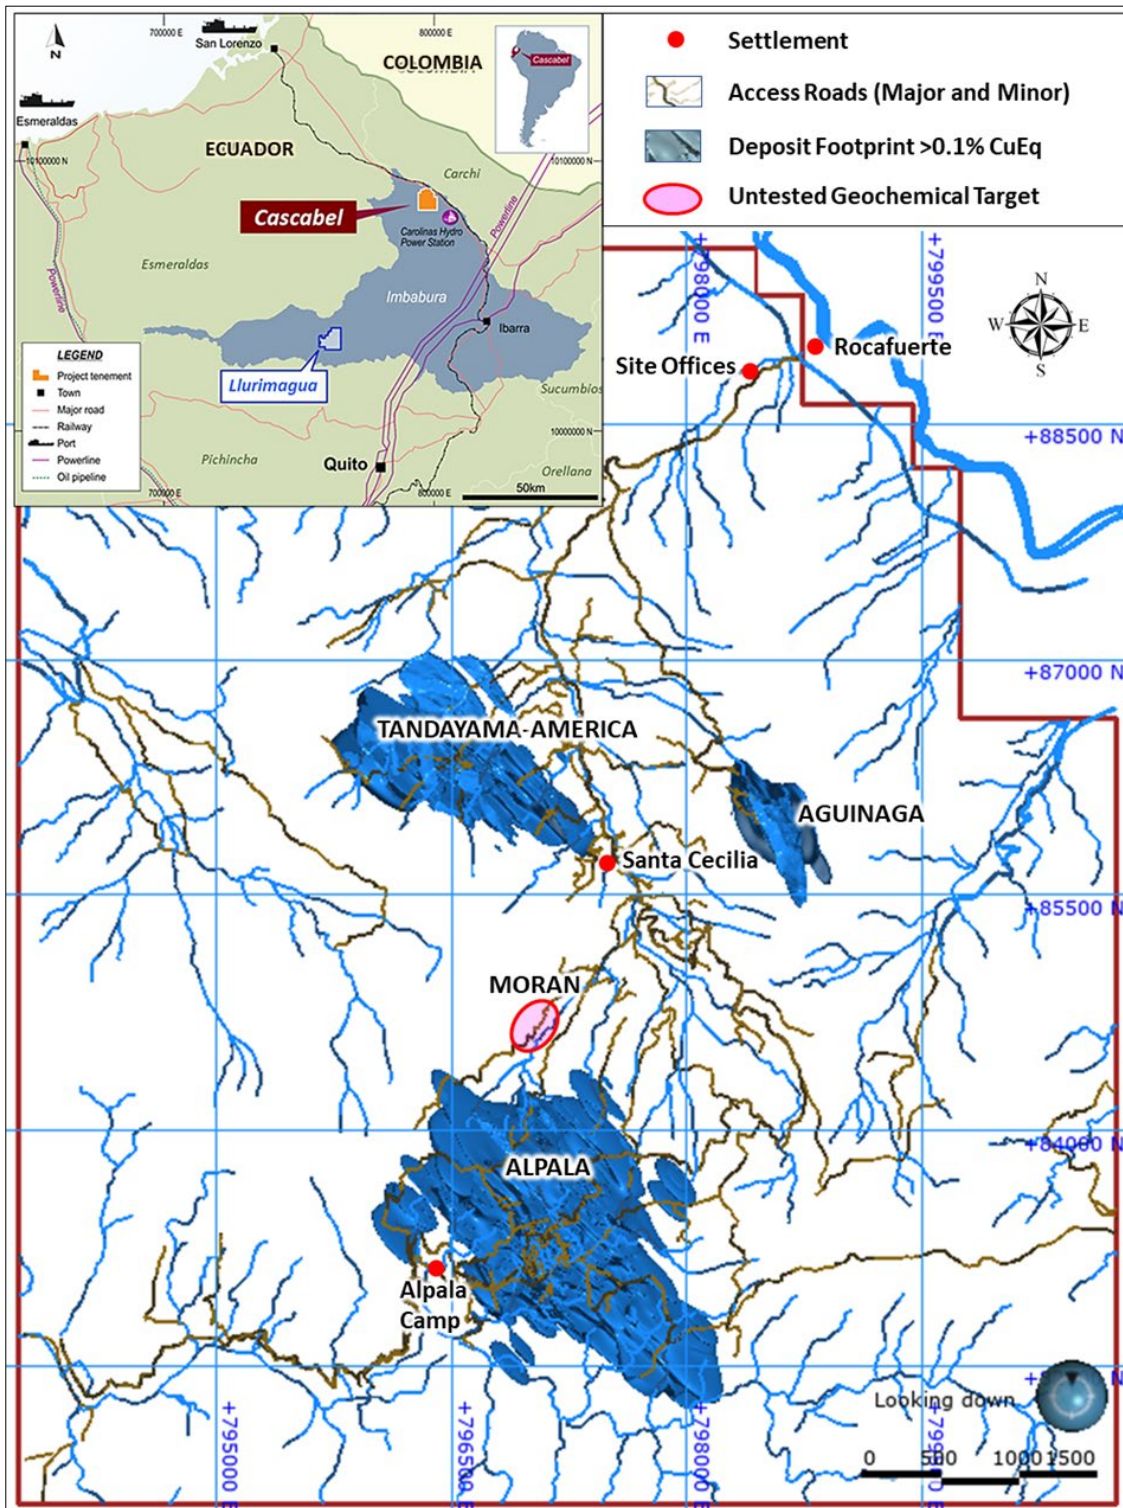 700000 E
800000 E
San Lorenzo
COLOMBIA
Cascabel
N
Esmeraldas
10100000 N
10100000 N
ECUADOR
Carchi
Cascabel
Carolinas Hydro
Power Station
Powerline
Esmeraldas
Powerline
Imbabura
Ibarra
Llurimagua
LEGEND
Project tenement
Town
Major road
Railway
Port
Powerline
Oil pipeline
Sucumbios
10000000 N
Pichincha
Quito
Orellana
700000 E
800000 E
50km
Settlement
Access Roads (Major and Minor)
Deposit Footprint >0.1% CuEq
Untested Geochemical Target
+798000 E
+799500 E
N
W
E
S
Rocafuerte
Site Offices
+88500 N
+87000 N
TANDAYAMA-AMERICA
AGUINAGA
Santa Cecilia
+85500 N
MORAN
+84000 N
ALPALA
Alpala
Camp
+795000 E
+796500 E
+798000 E
Looking down
0
500
1000
1500